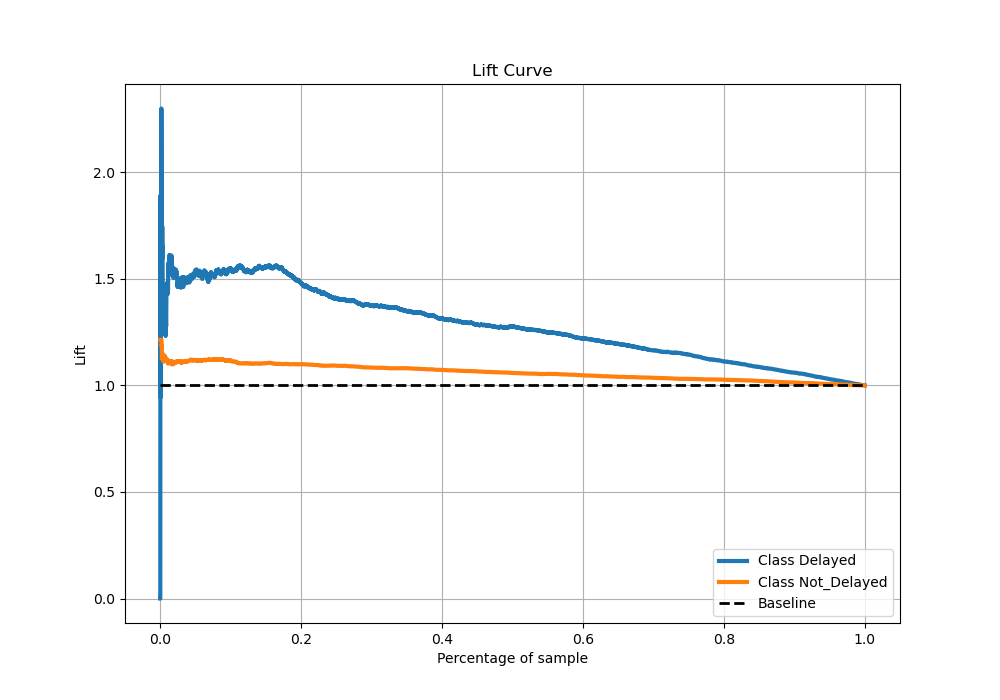 Lift Curve
Lift
2.0
1.5
1.0
0.5
0.0
0.0 0.2 0.4 0.6 0.8 1.0
Percentage of sample
Class Delayed
Class Not_Delayed
Baseline